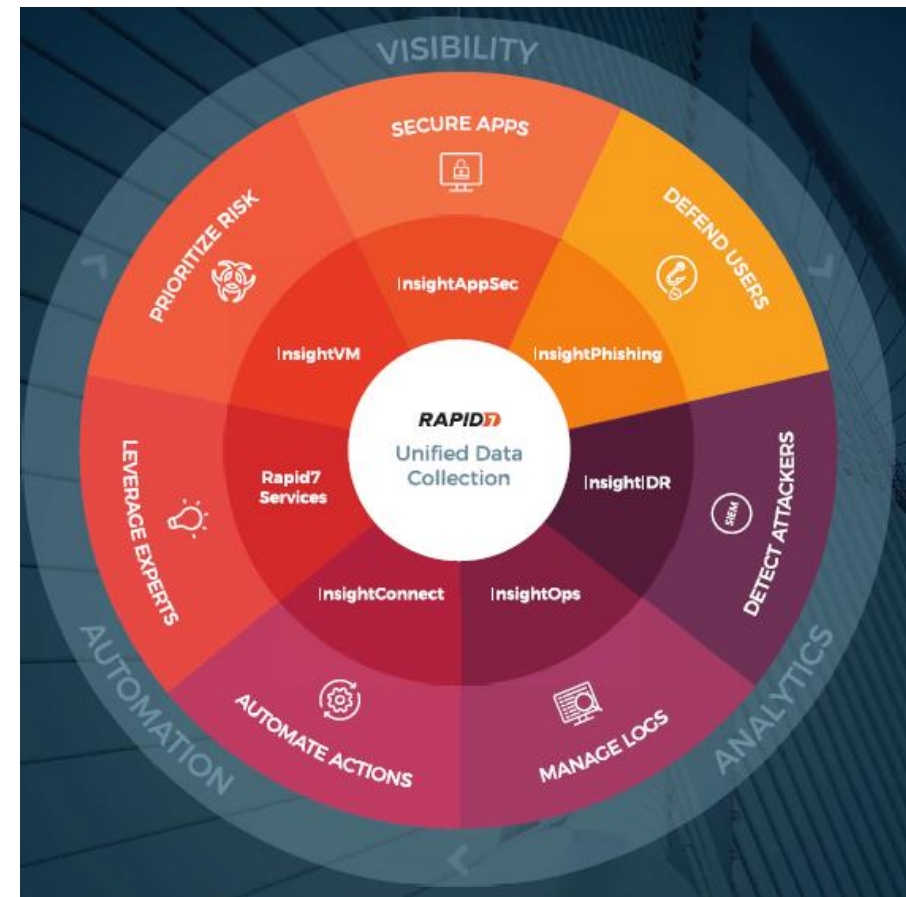 VISIBILITY
SECURE APPS
InsightAppSec
DEFEND USERS
InsightPhishing
DETECT ATTACKERS
SIEM
InsightIDR
ANALYTICS
MANAGE LOGS
InsightOps
AUTOMATE ACTIONS
InsightConnect
AUTOMATION
LEVERAGE EXPERTS
Rapid7
Services
PRIORITIZE RISK
InsightVM
RAPID7
Unified Data
Collection